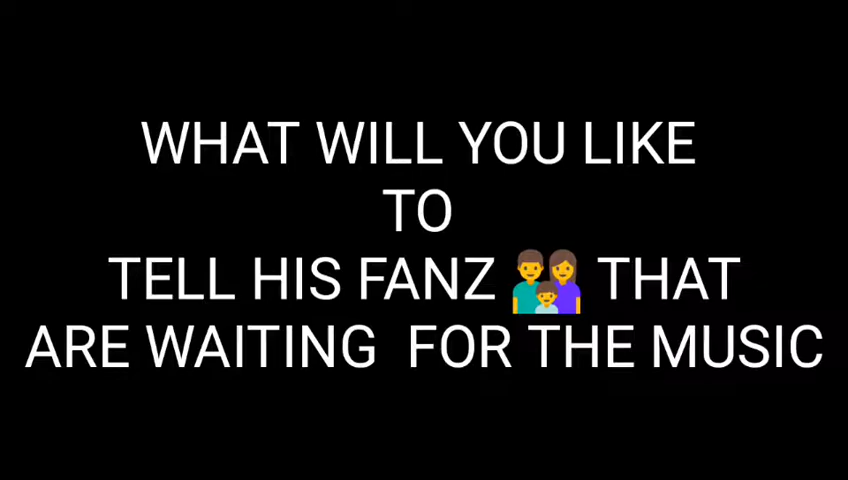 WHAT WILL YOU LIKE
TO
TELL HIS FANZ 👨‍👩‍👦 THAT
ARE WAITING FOR THE MUSIC